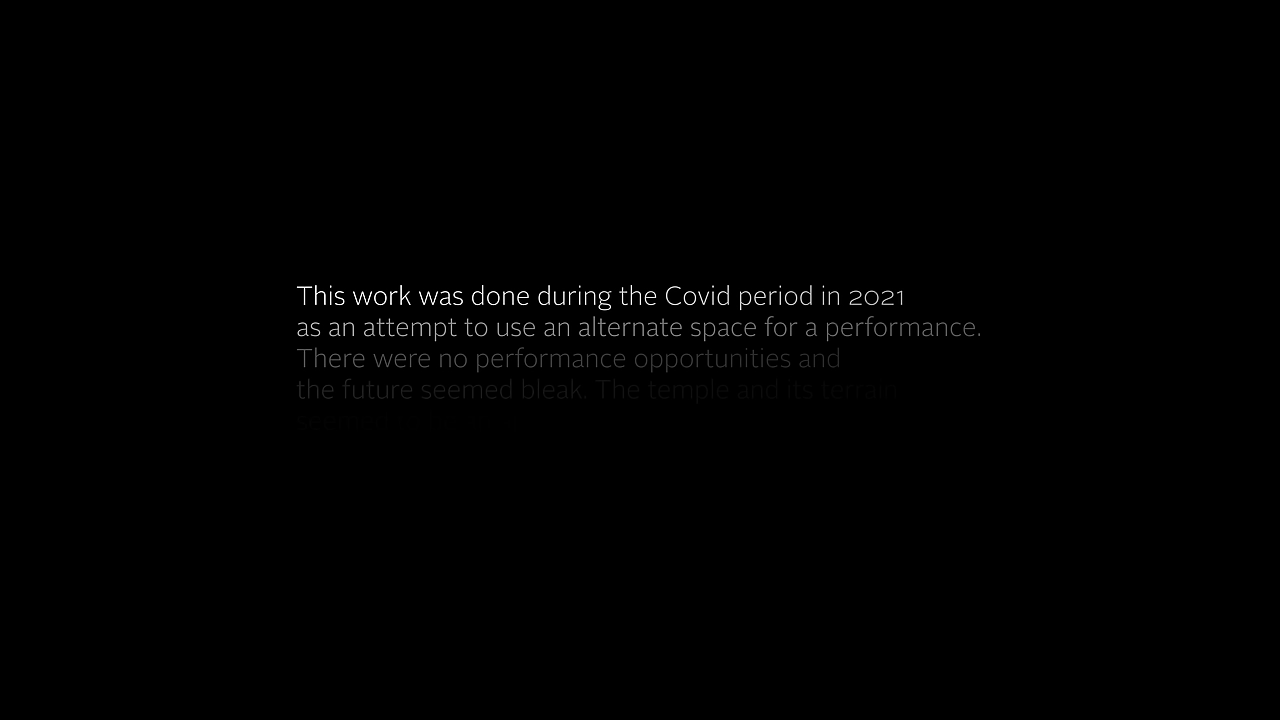 This work was done during the Covid period in 2021
as an attempt to use an alternate space for a performance.
There were no performance opportunities and
the future seemed bleak. The temple and its terrain
seemed